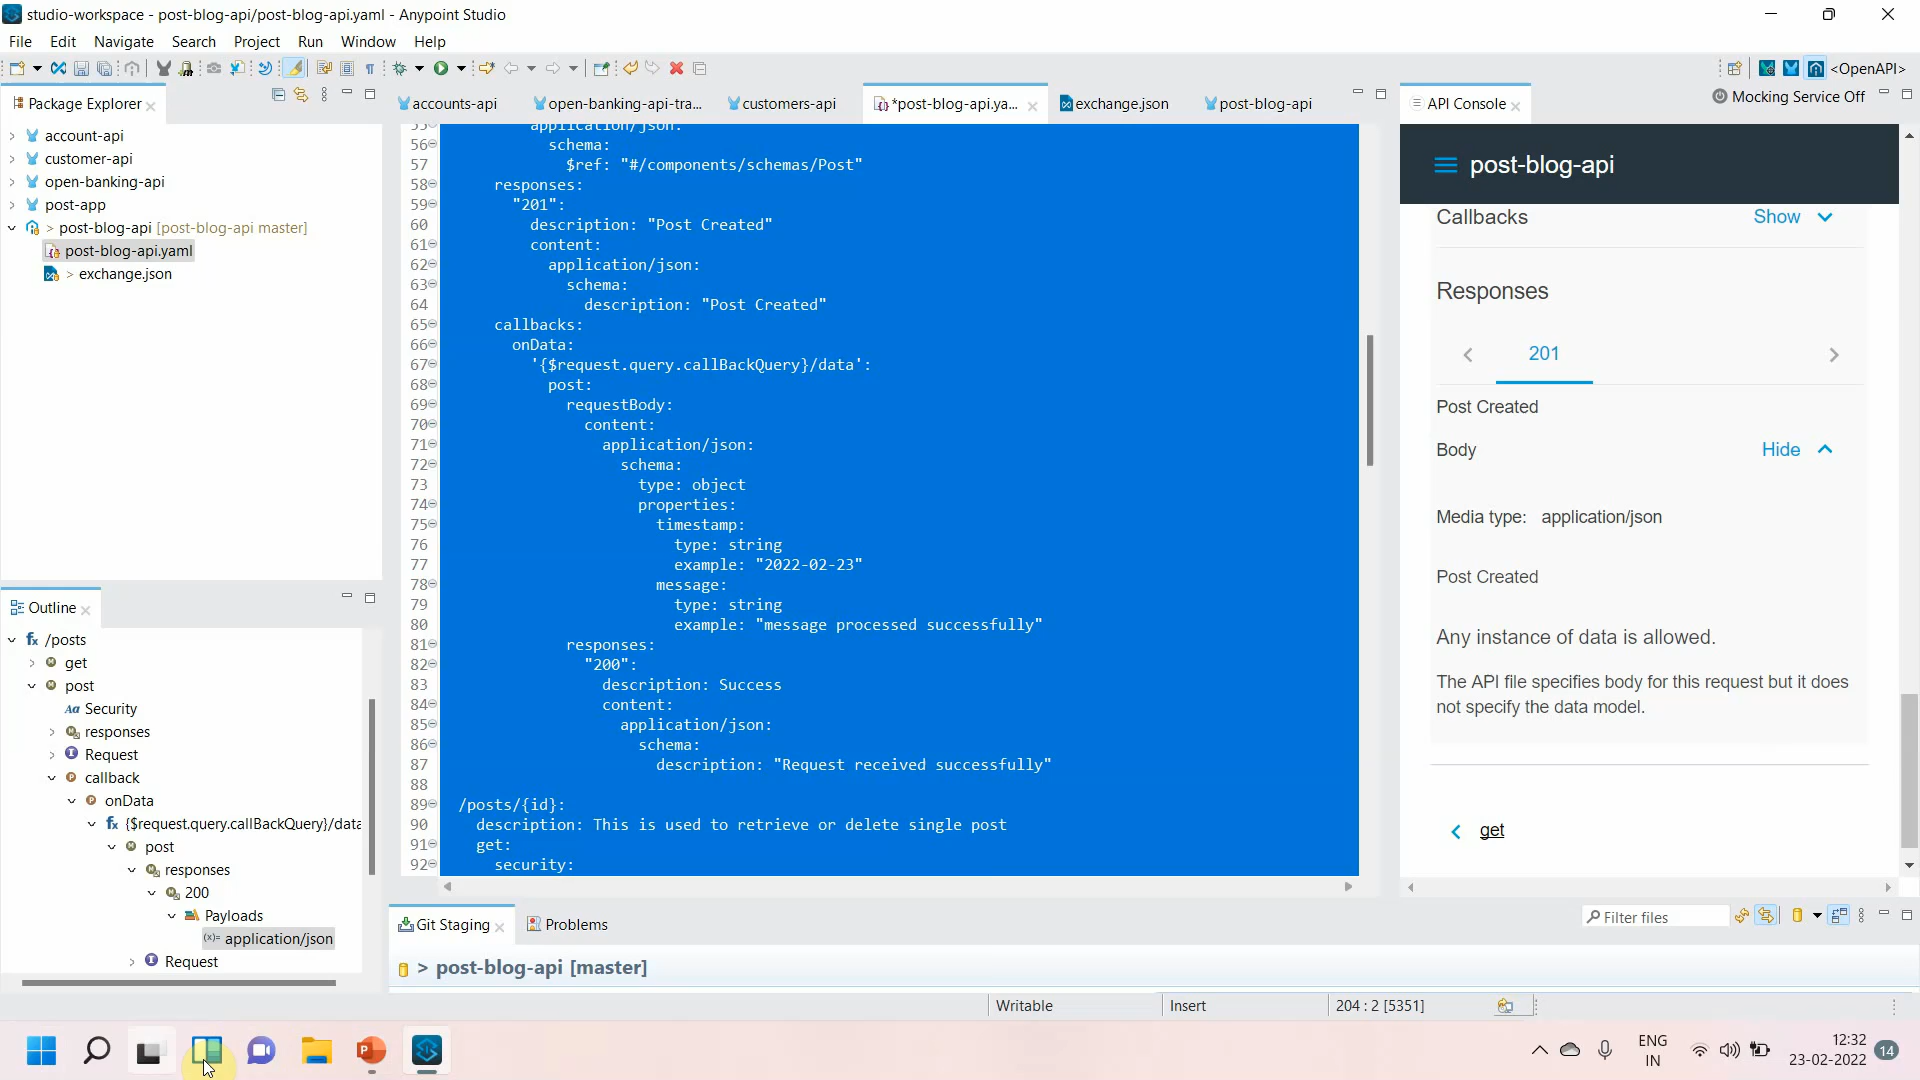 studio-workspace - post-blog-api/post-blog-api.yaml - Anypoint Studio
File Edit Navigate Search Project Run Window Help
<OpenAPI>
Package Explorer
account-api
customer-api
open-banking-api
post-app
> post-blog-api [post-blog-api master]
post-blog-api.yaml
> exchange.json
Outline
/posts
get
post
Aa Security
responses
Request
callback
onData
fx {$request.query.callBackQuery}/data
post
responses
200
Payloads
(x)= application/json
Request
accounts-api open-banking-api-tra... customers-api *post-blog-api.ya... exchange.json post-blog-api
55 application/json:
56 schema:
57 $ref: "#/components/schemas/Post"
58 responses:
59 "201":
60 description: "Post Created"
61 content:
62 application/json:
63 schema:
64 description: "Post Created"
65 callbacks:
66 onData:
67 '{$request.query.callBackQuery}/data':
68 post:
69 requestBody:
70 content:
71 application/json:
72 schema:
73 type: object
74 properties:
75 timestamp:
76 type: string
77 example: "2022-02-23"
78 message:
79 type: string
80 example: "message processed successfully"
81 responses:
82 "200":
83 description: Success
84 content:
85 application/json:
86 schema:
87 description: "Request received successfully"
88
89 /posts/{id}:
90 description: This is used to retrieve or delete single post
91 get:
92 security:
API Console
Mocking Service Off
post-blog-api
Callbacks Show
Responses
201
Post Created
Body Hide
Media type: application/json
Post Created
Any instance of data is allowed.
The API file specifies body for this request but it does
not specify the data model.
get
Git Staging Problems
Filter files
> post-blog-api [master]
Writable Insert 204 : 2 [5351]
ENG
IN
12:32
23-02-2022
14